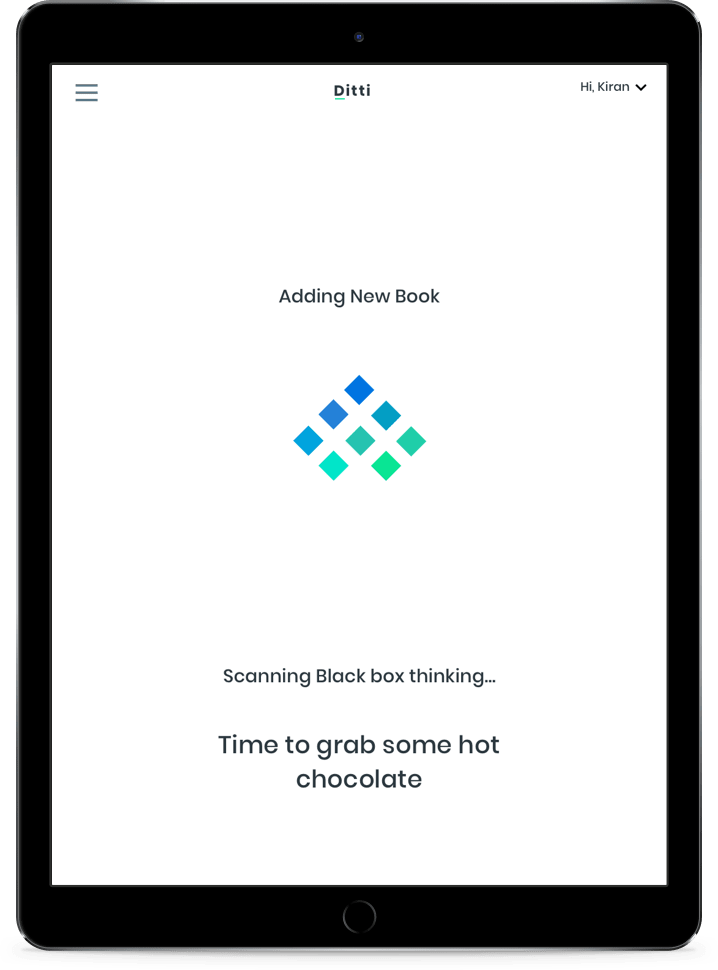 Ditti
Hi, Kiran
Adding New Book
Scanning Black box thinking...
Time to grab some hot
chocolate